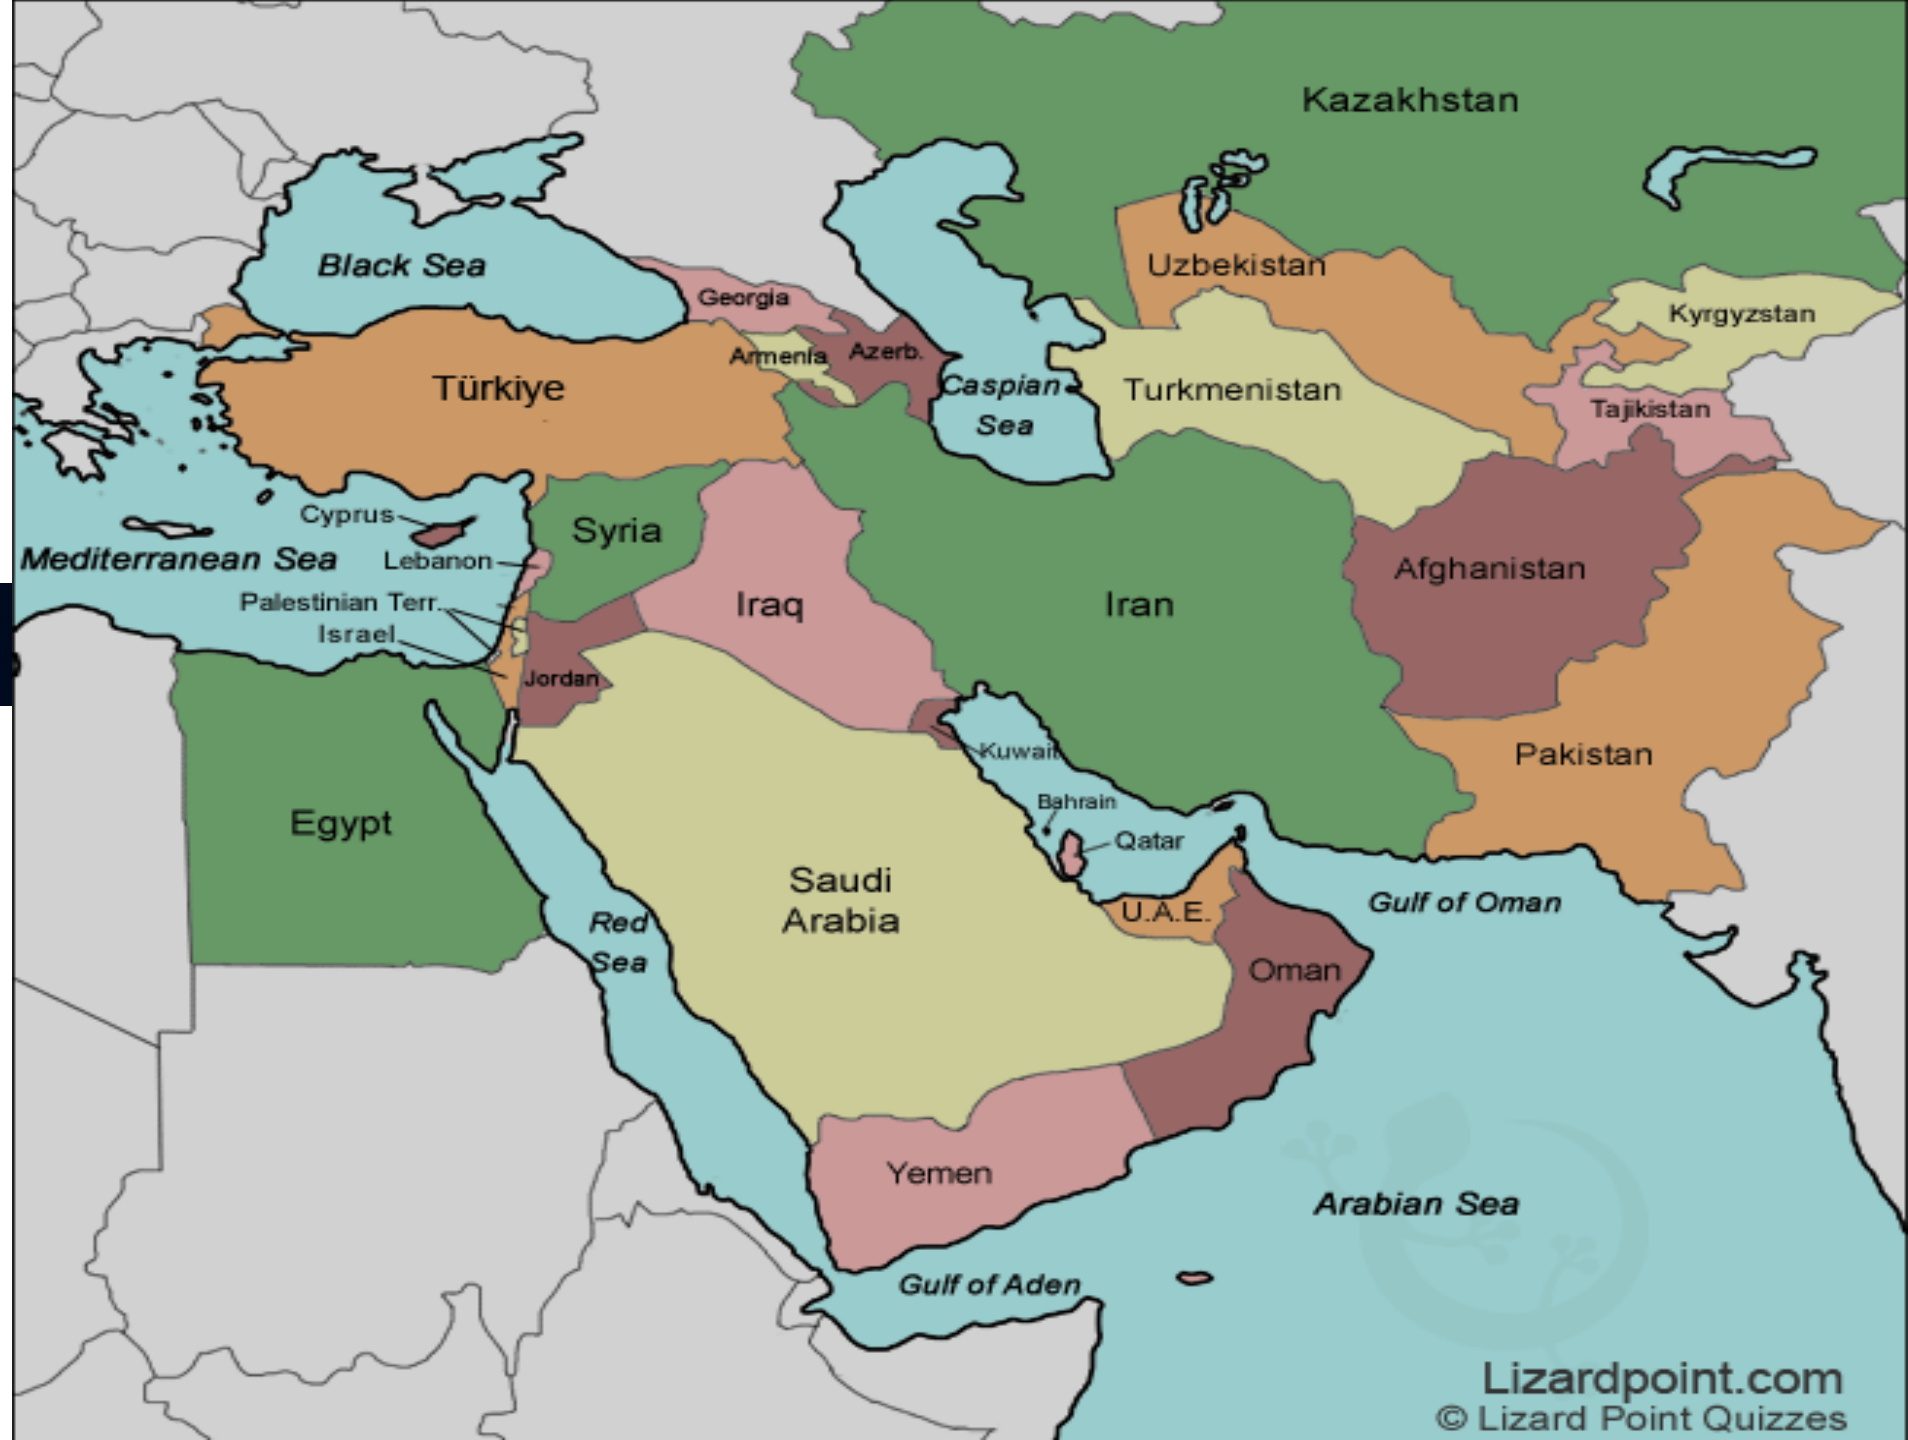 Kazakhstan
Black Sea
Uzbekistan
Georgia
Kyrgyzstan
Armenia
Azerb.
Türkiye
Caspian
Sea
Turkmenistan
Tajikistan
Cyprus
Syria
Mediterranean Sea
Lebanon
Afghanistan
Palestinian Terr.
Iraq
Iran
Israel
Jordan
Kuwait
Pakistan
Bahrain
Egypt
Qatar
Saudi
Arabia
U.A.E.
Gulf of Oman
Red
Sea
Oman
Yemen
Arabian Sea
Gulf of Aden
Lizardpoint.com
© Lizard Point Quizzes